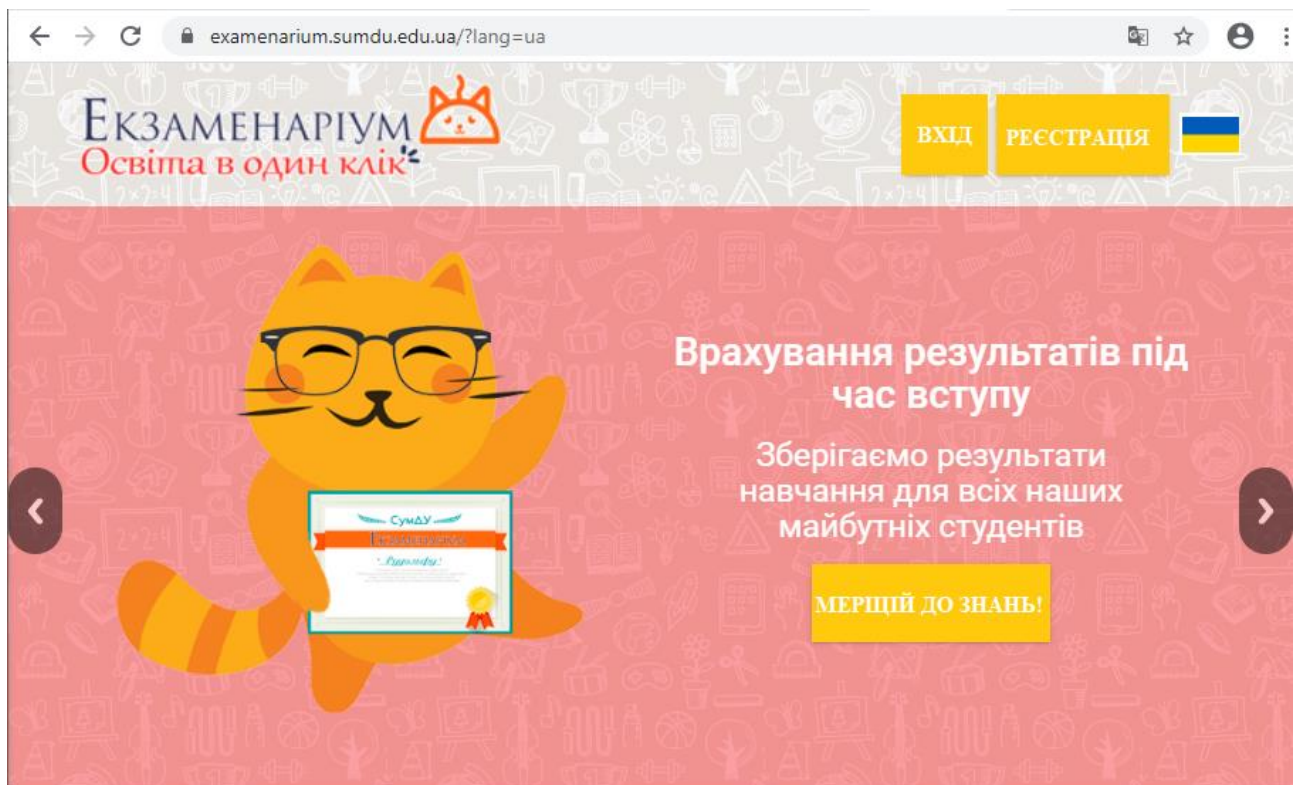 examenarium.sumdu.edu.ua/?lang=ua
ЕКЗАМЕНАРІУМ
Освіта в один клік
ВХІД
РЕЄСТРАЦІЯ
Врахування результатів під
час вступу
Зберігаємо результати
навчання для всіх наших
майбутніх студентів
СумДУ
МЕРЩІЙ ДО ЗНАНЬ!